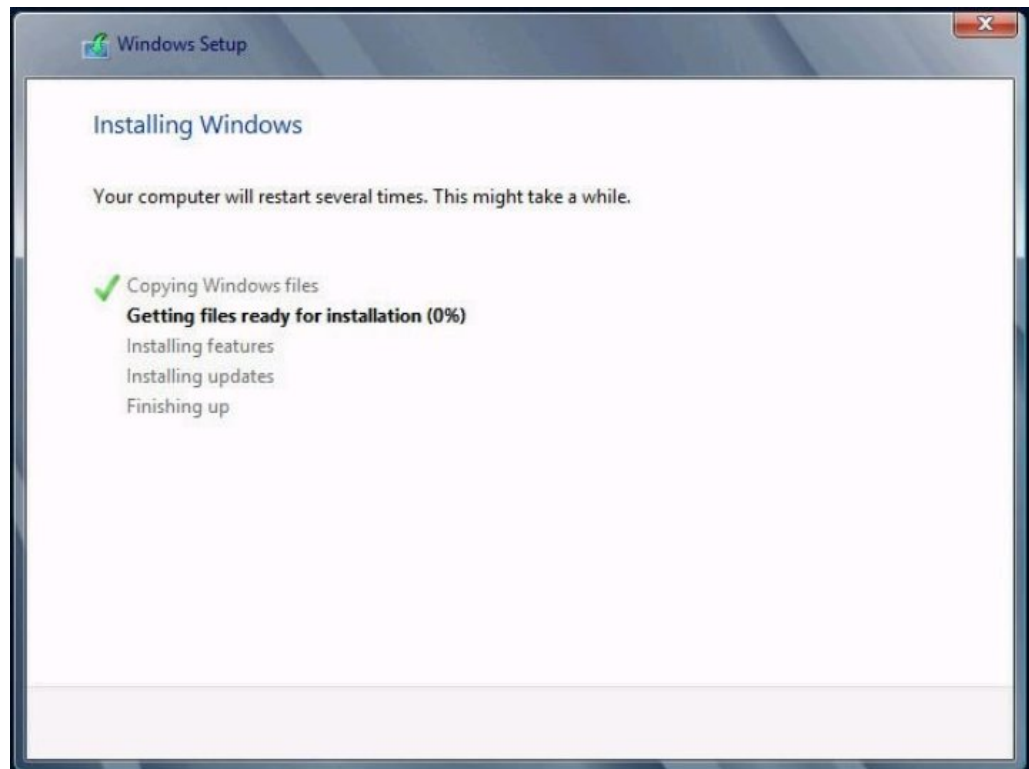 Windows Setup
Installing Windows
Your computer will restart several times. This might take a while.
Copying Windows files
Getting files ready for installation (0%)
Installing features
Installing updates
Finishing up